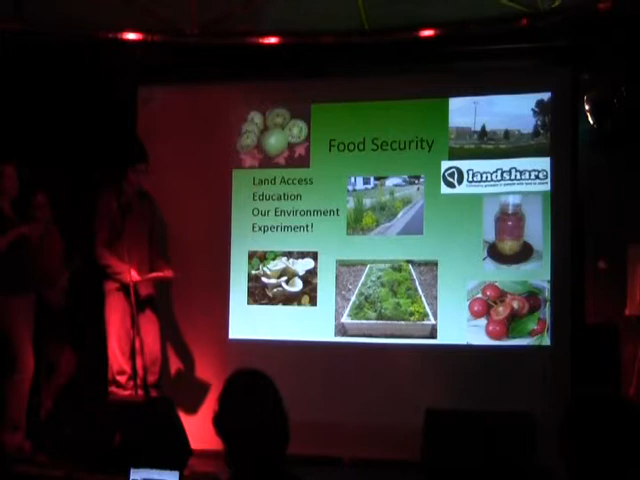 Food Security
Land Access
Education
Our Environment
Experiment!
landshare